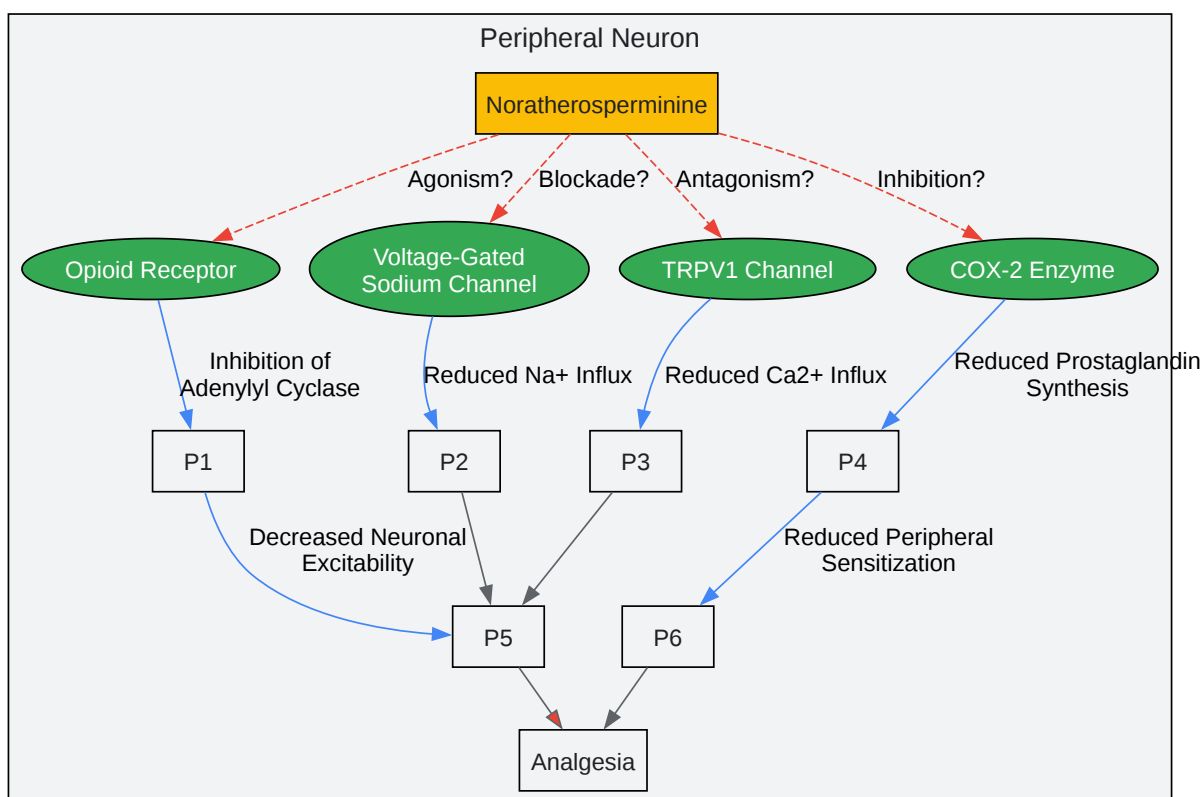 Peripheral Neuron
Noratherosperminine
Agonism?
Blockade?
Antagonism?
Inhibition?
Opioid Receptor
Voltage-Gated
Sodium Channel
TRPV1 Channel
COX-2 Enzyme
Inhibition of
Adenylyl Cyclase
Reduced Na+ Influx
Reduced Ca2+ Influx
Reduced Prostaglandin
Synthesis
P1
P2
P3
P4
Decreased Neuronal
Excitability
Reduced Peripheral
Sensitization
P5
P6
Analgesia